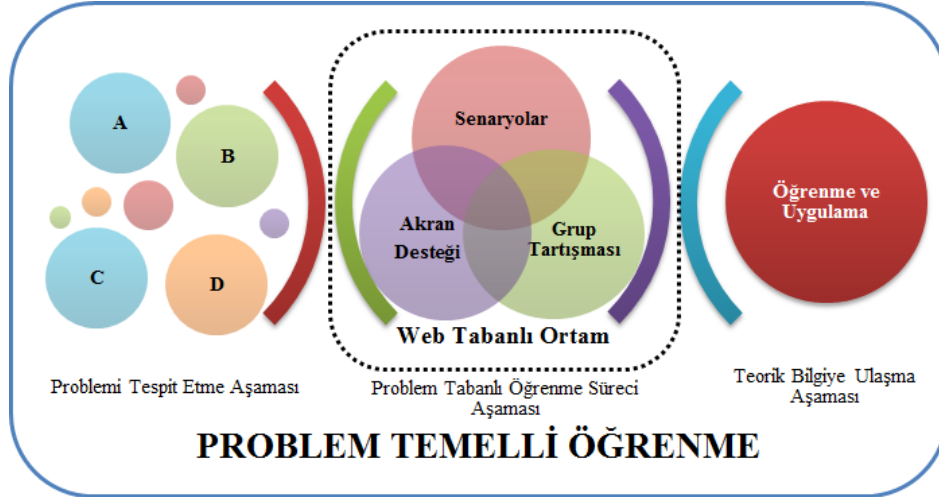 A
B
C
D
Problemi Tespit Etme Aşaması
Senaryolar
Akran
Desteği
Grup
Tartışması
Web Tabanlı Ortam
Problem Tabanlı Öğrenme Süreci
Aşaması
Öğrenme ve
Uygulama
Teorik Bilgiye Ulaşma
Aşaması
PROBLEM TEMELLİ ÖĞRENME